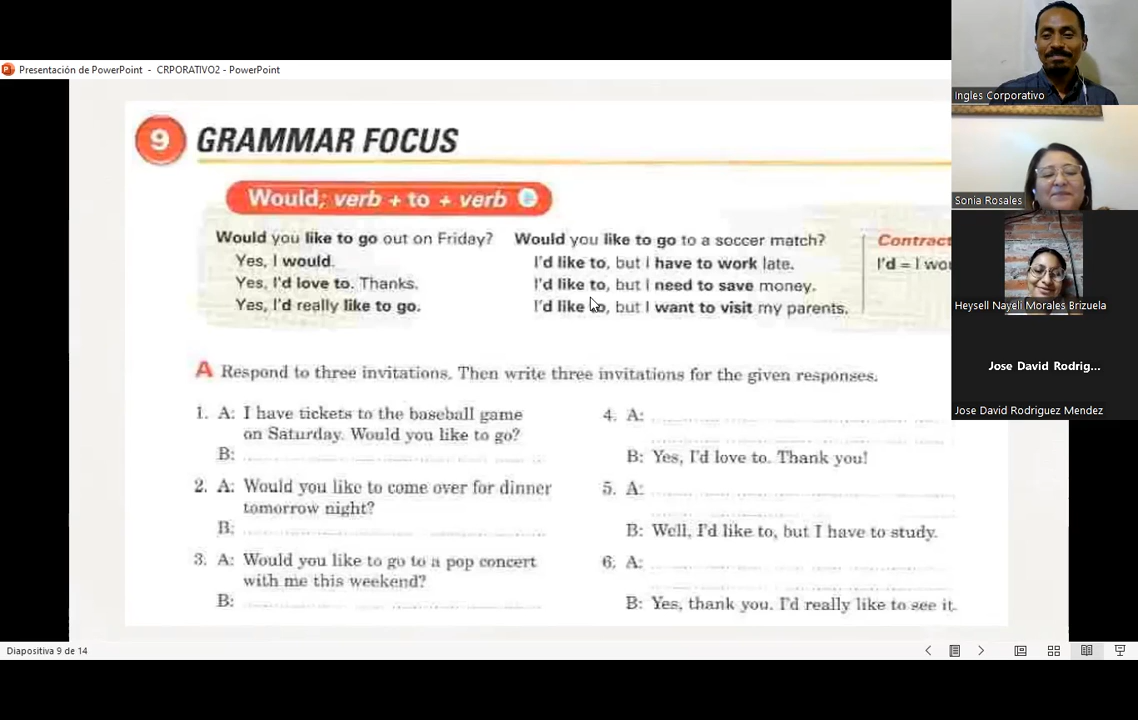 Presentación de PowerPoint - CRPORATIVO2 - PowerPoint
9 GRAMMAR FOCUS
Would; verb + to + verb
Would you like to go out on Friday?
Yes, I would.
Yes, I'd love to. Thanks.
Yes, I'd really like to go.
Would you like to go to a soccer match?
I'd like to, but I have to work late.
I'd like to, but I need to save money.
I'd like to, but I want to visit my parents.
Contract
I'd = I wo
A Respond to three invitations. Then write three invitations for the given responses.
1. A: I have tickets to the baseball game
on Saturday. Would you like to go?
B:
2. A: Would you like to come over for dinner
tomorrow night?
B:
3. A: Would you like to go to a pop concert
with me this weekend?
B:
4. A:
B: Yes, I'd love to. Thank you!
5. A:
B: Well, I'd like to, but I have to study.
6. A:
B: Yes, thank you. I'd really like to see it.
Ingles Corporativo
Sonia Rosales
Heysell Nayeli Morales Brizuela
Jose David Rodrig...
Jose David Rodriguez Mendez
Diapositiva 9 de 14